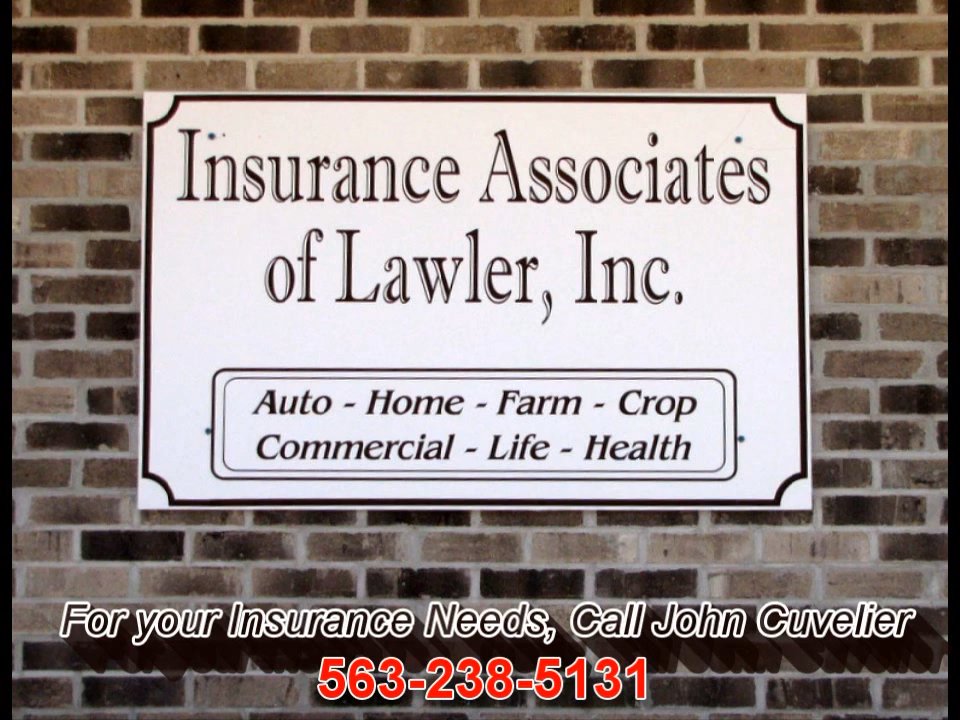 Insurance Associates
of Lawler, Inc.
Auto - Home - Farm - Crop
Commercial - Life - Health
For your Insurance Needs, Call John Cuvelier
563-238-5131